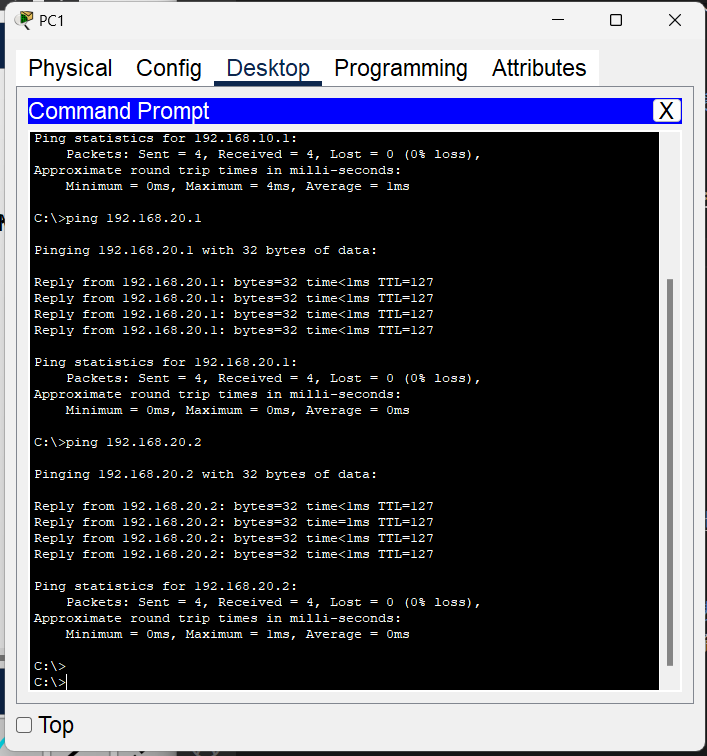 PC1
Physical Config Desktop Programming Attributes
Command Prompt X
Ping statistics for 192.168.10.1:
Packets: Sent = 4, Received = 4, Lost = 0 (0% loss),
Approximate round trip times in milli-seconds:
Minimum = 0ms, Maximum = 4ms, Average = 1ms
C:\>ping 192.168.20.1
Pinging 192.168.20.1 with 32 bytes of data:
Reply from 192.168.20.1: bytes=32 time<1ms TTL=127
Reply from 192.168.20.1: bytes=32 time<1ms TTL=127
Reply from 192.168.20.1: bytes=32 time<1ms TTL=127
Reply from 192.168.20.1: bytes=32 time<1ms TTL=127
Ping statistics for 192.168.20.1:
Packets: Sent = 4, Received = 4, Lost = 0 (0% loss),
Approximate round trip times in milli-seconds:
Minimum = 0ms, Maximum = 0ms, Average = 0ms
C:\>ping 192.168.20.2
Pinging 192.168.20.2 with 32 bytes of data:
Reply from 192.168.20.2: bytes=32 time<1ms TTL=127
Reply from 192.168.20.2: bytes=32 time=1ms TTL=127
Reply from 192.168.20.2: bytes=32 time<1ms TTL=127
Reply from 192.168.20.2: bytes=32 time<1ms TTL=127
Ping statistics for 192.168.20.2:
Packets: Sent = 4, Received = 4, Lost = 0 (0% loss),
Approximate round trip times in milli-seconds:
Minimum = 0ms, Maximum = 1ms, Average = 0ms
C:\>
C:\>
Top